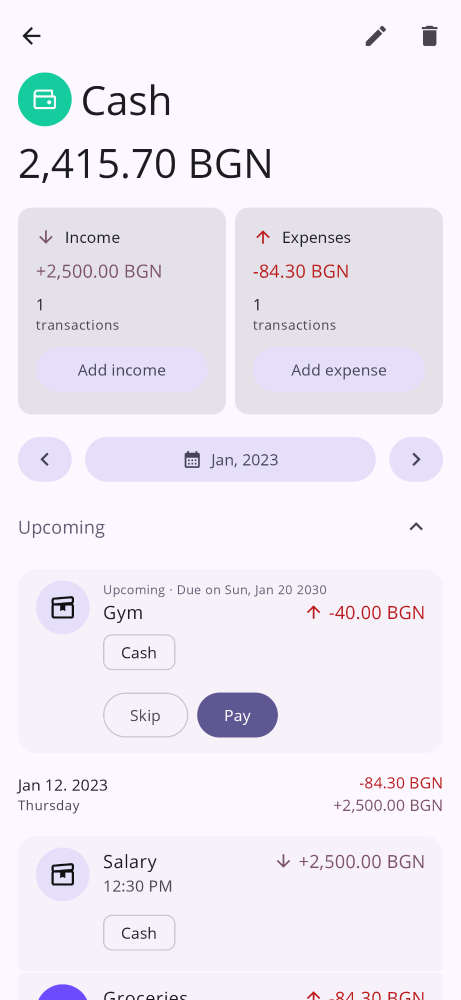 Cash
2,415.70 BGN
Income
+2,500.00 BGN
1
transactions
Add income
Expenses
-84.30 BGN
1
transactions
Add expense
Jan, 2023
Upcoming
Upcoming · Due on Sun, Jan 20 2030
Gym
-40.00 BGN
Cash
Skip
Pay
Jan 12. 2023
-84.30 BGN
Thursday
+2,500.00 BGN
Salary
+2,500.00 BGN
12:30 PM
Cash
Groceries
-84.30 BGN